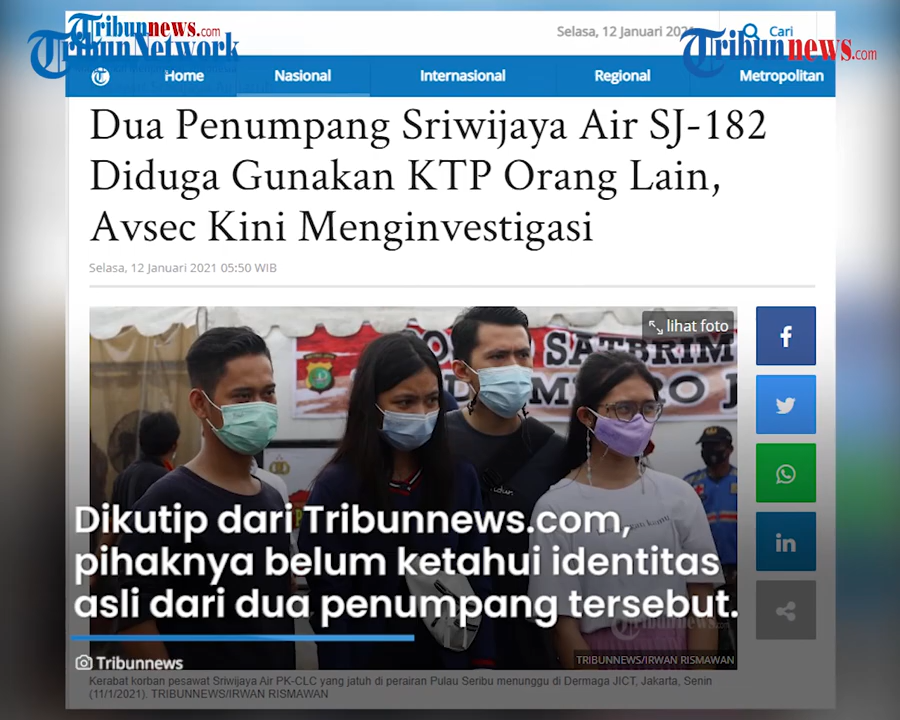 Tribunnews.com
Tribun Network
Selasa, 12 Januari 202
Cari
Tribunnews.com
Home
Nasional
Internasional
Regional
Metropolitan
Dua Penumpang Sriwijaya Air SJ-182
Diduga Gunakan KTP Orang Lain,
Avsec Kini Menginvestigasi
Selasa, 12 Januari 2021 05:50 WIB
lihat foto
SATBRIM
Dikutip dari Tribunnews.com,
pihaknya belum ketahui identitas
asli dari dua penumpang tersebut.
Tribunnews
TRIBUNNEWS/IRWAN RISMAWAN
Kerabat korban pesawat Sriwijaya Air PK-CLC yang jatuh di perairan Pulau Seribu menunggu di Dermaga JICT, Jakarta, Senin
(11/1/2021). TRIBUNNEWS/IRWAN RISMAWAN